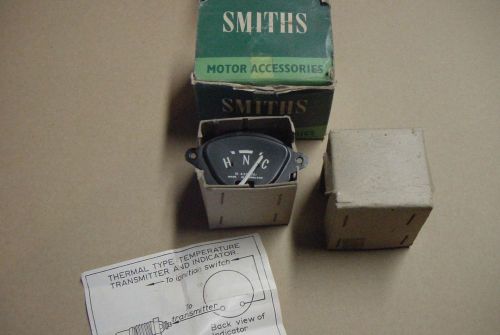 SMITHS
MOTOR ACCESSORIES
SMITHS
H N C
THERMAL TYPE TEMPERATURE
TRANSMITTER AND INDICATOR
To ignition switch
To
transmitter
Back view of
indicator